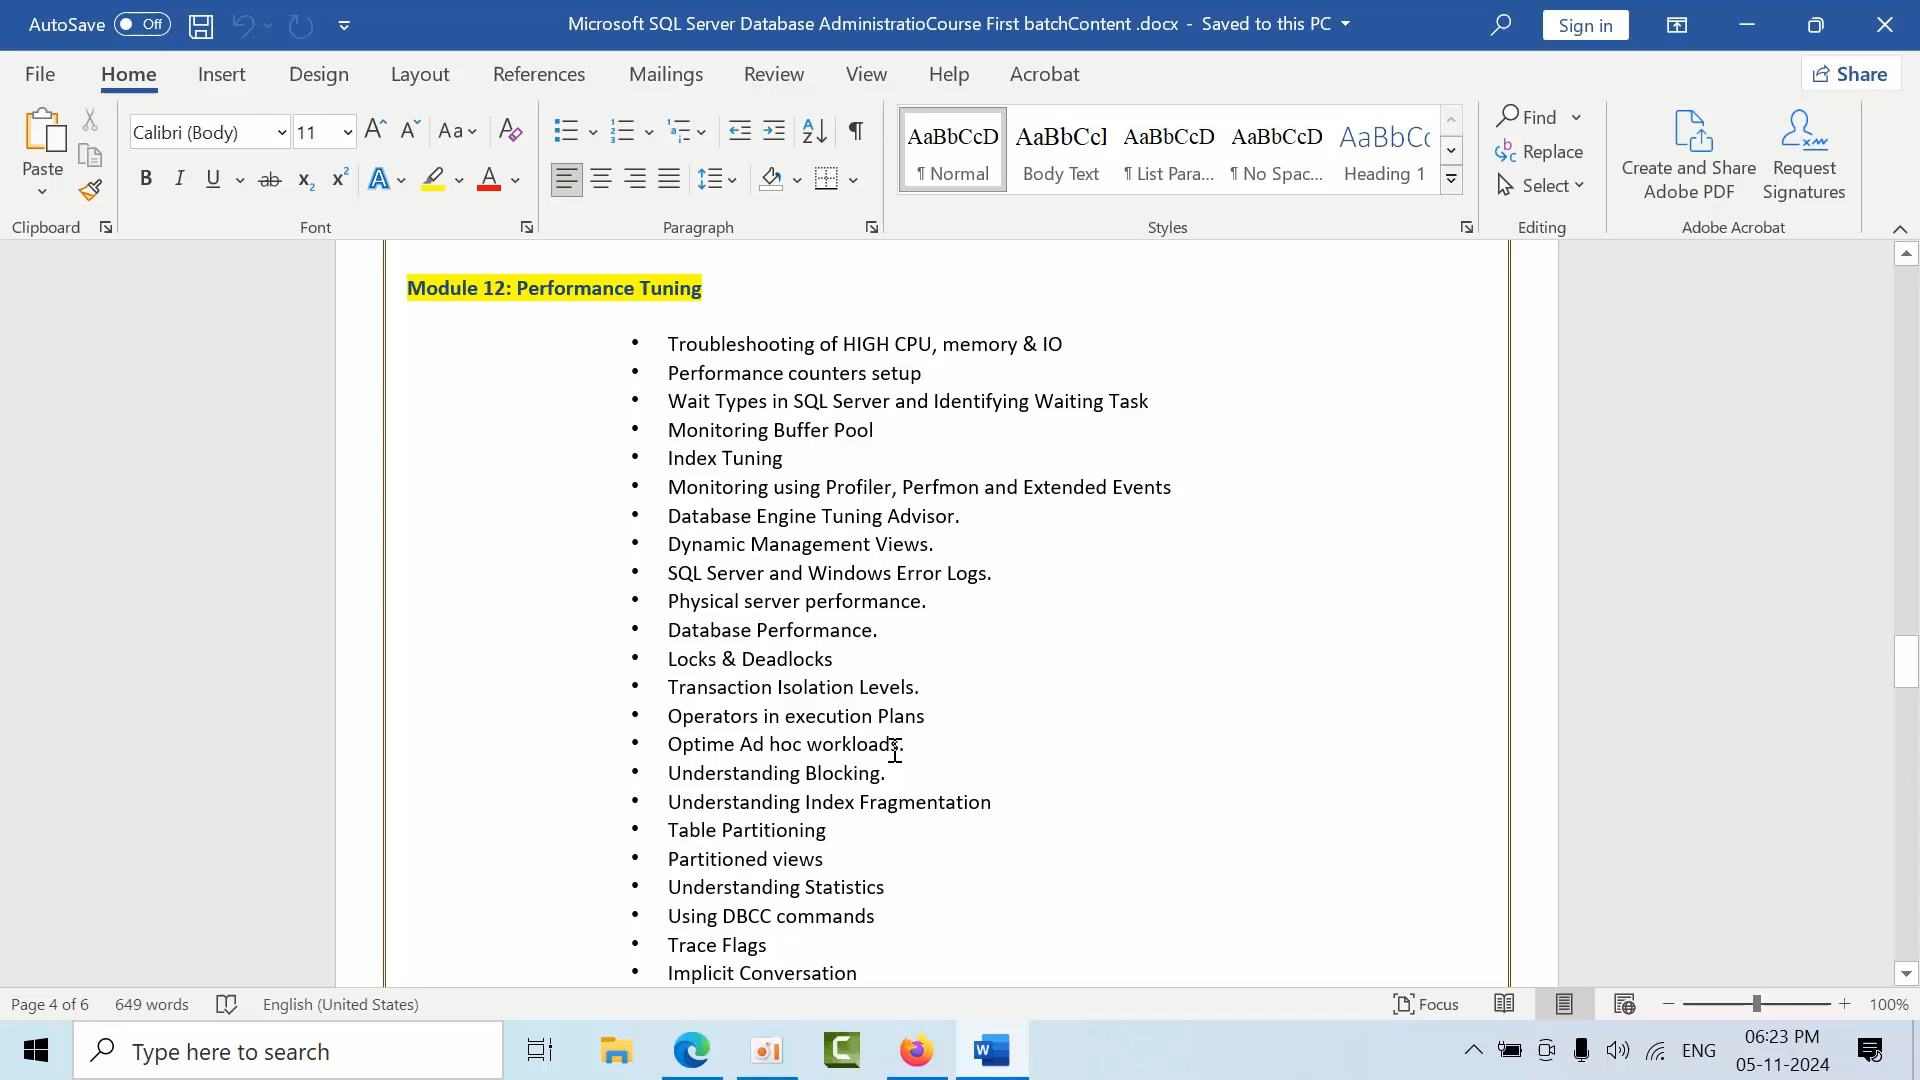 AutoSave Off Microsoft SQL Server Database AdministratioCourse First batchContent .docx - Saved to this PC Sign in
File Home Insert Design Layout References Mailings Review View Help Acrobat Share
Calibri (Body) 11 Aa AaBbCcD AaBbCcI AaBbCcD AaBbCcD AaBbCc Find
Paste Replace
¶ Normal Body Text ¶ List Para... ¶ No Spac... Heading 1 Select
Create and Share Adobe PDF
Request Signatures
Clipboard Font Paragraph Styles Editing Adobe Acrobat
Module 12: Performance Tuning
• Troubleshooting of HIGH CPU, memory & IO
• Performance counters setup
• Wait Types in SQL Server and Identifying Waiting Task
• Monitoring Buffer Pool
• Index Tuning
• Monitoring using Profiler, Perfmon and Extended Events
• Database Engine Tuning Advisor.
• Dynamic Management Views.
• SQL Server and Windows Error Logs.
• Physical server performance.
• Database Performance.
• Locks & Deadlocks
• Transaction Isolation Levels.
• Operators in execution Plans
• Optime Ad hoc workloads.
• Understanding Blocking.
• Understanding Index Fragmentation
• Table Partitioning
• Partitioned views
• Understanding Statistics
• Using DBCC commands
• Trace Flags
• Implicit Conversation
Page 4 of 6 649 words English (United States) Focus 100%
Type here to search ENG 06:23 PM
05-11-2024